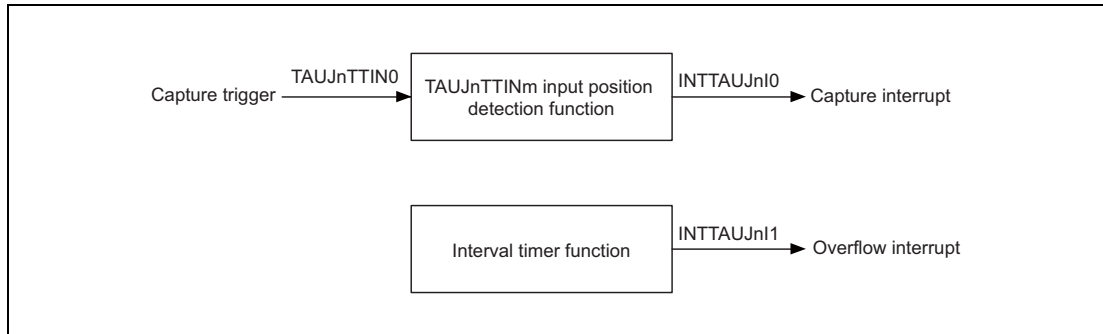 TAUJnTTIN0
Capture trigger
TAUJnTTINm input position
detection function
INTTAUJnI0
Capture interrupt
Interval timer function
INTTAUJnI1
Overflow interrupt